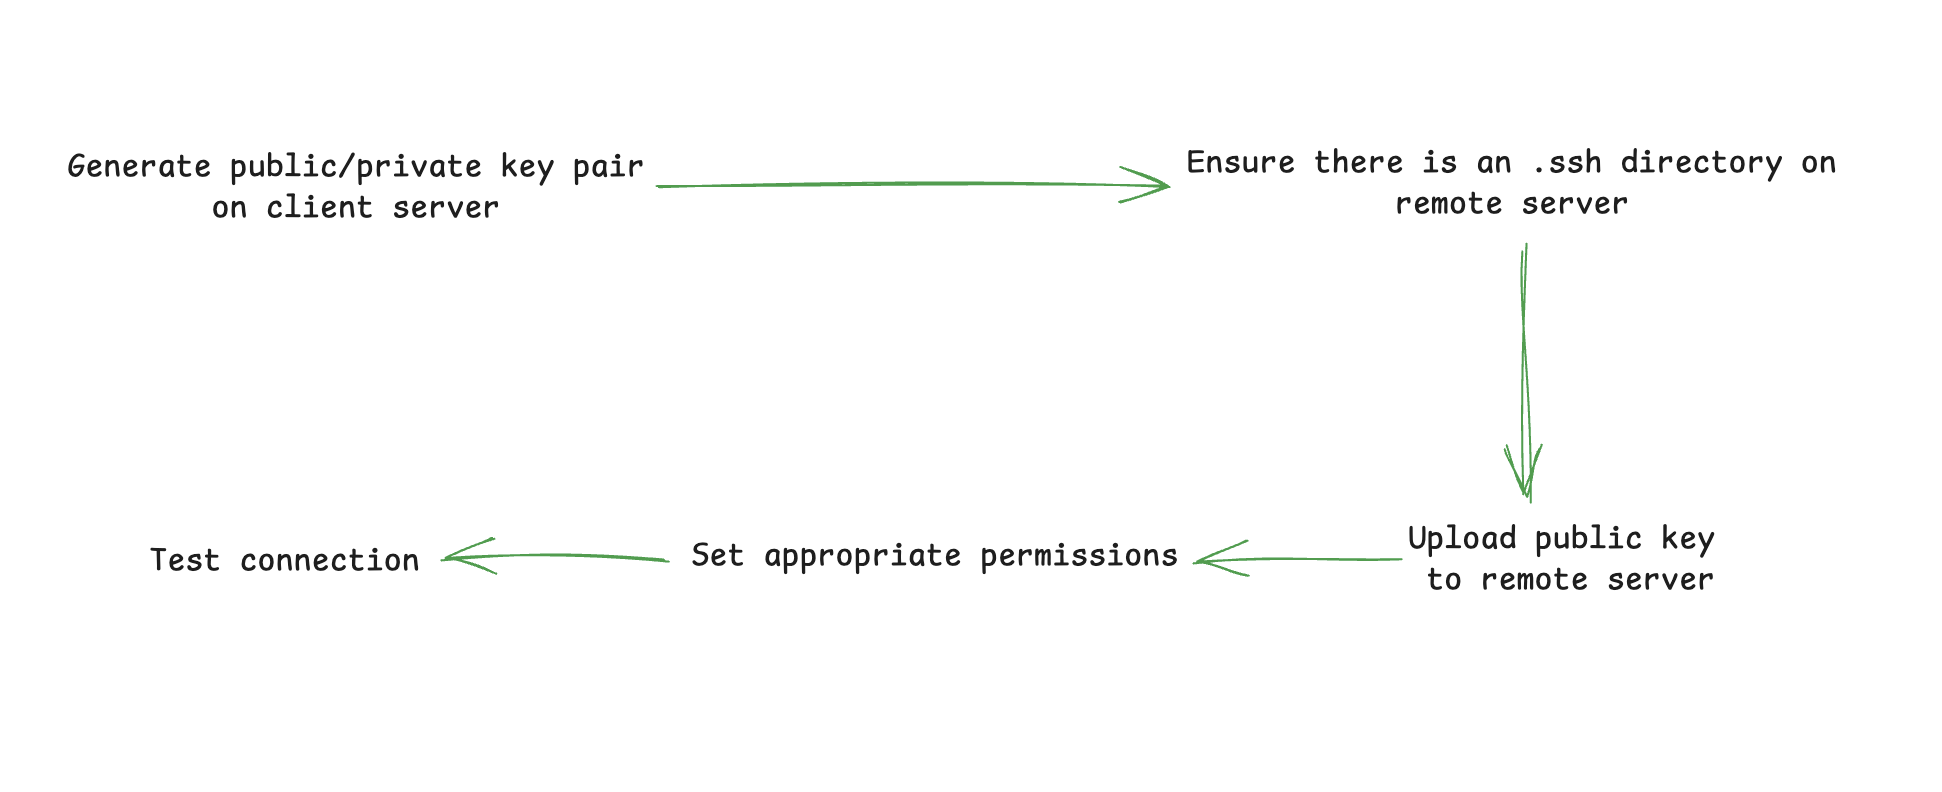 Generate public/private key pair
on client server
Ensure there is an .ssh directory on
remote server
Upload public key
to remote server
Set appropriate permissions
Test connection